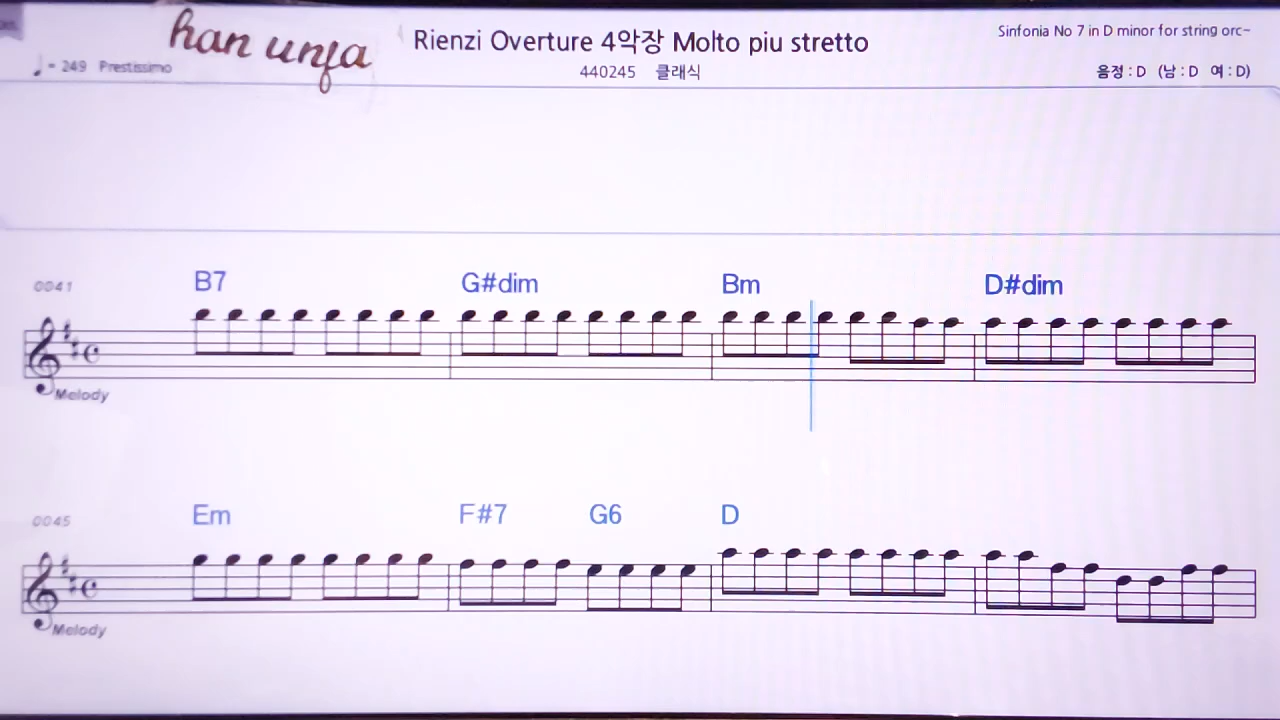 han unfa
Rienzi Overture 4악장 Molto piu stretto
Sinfonia No 7 in D minor for string orc~
♩ = 249 Prestissimo
440245 클래식
음정 : D (남 : D 여 : D)
0041 B7 G#dim Bm D#dim
Melody
0045 Em F#7 G6 D
Melody